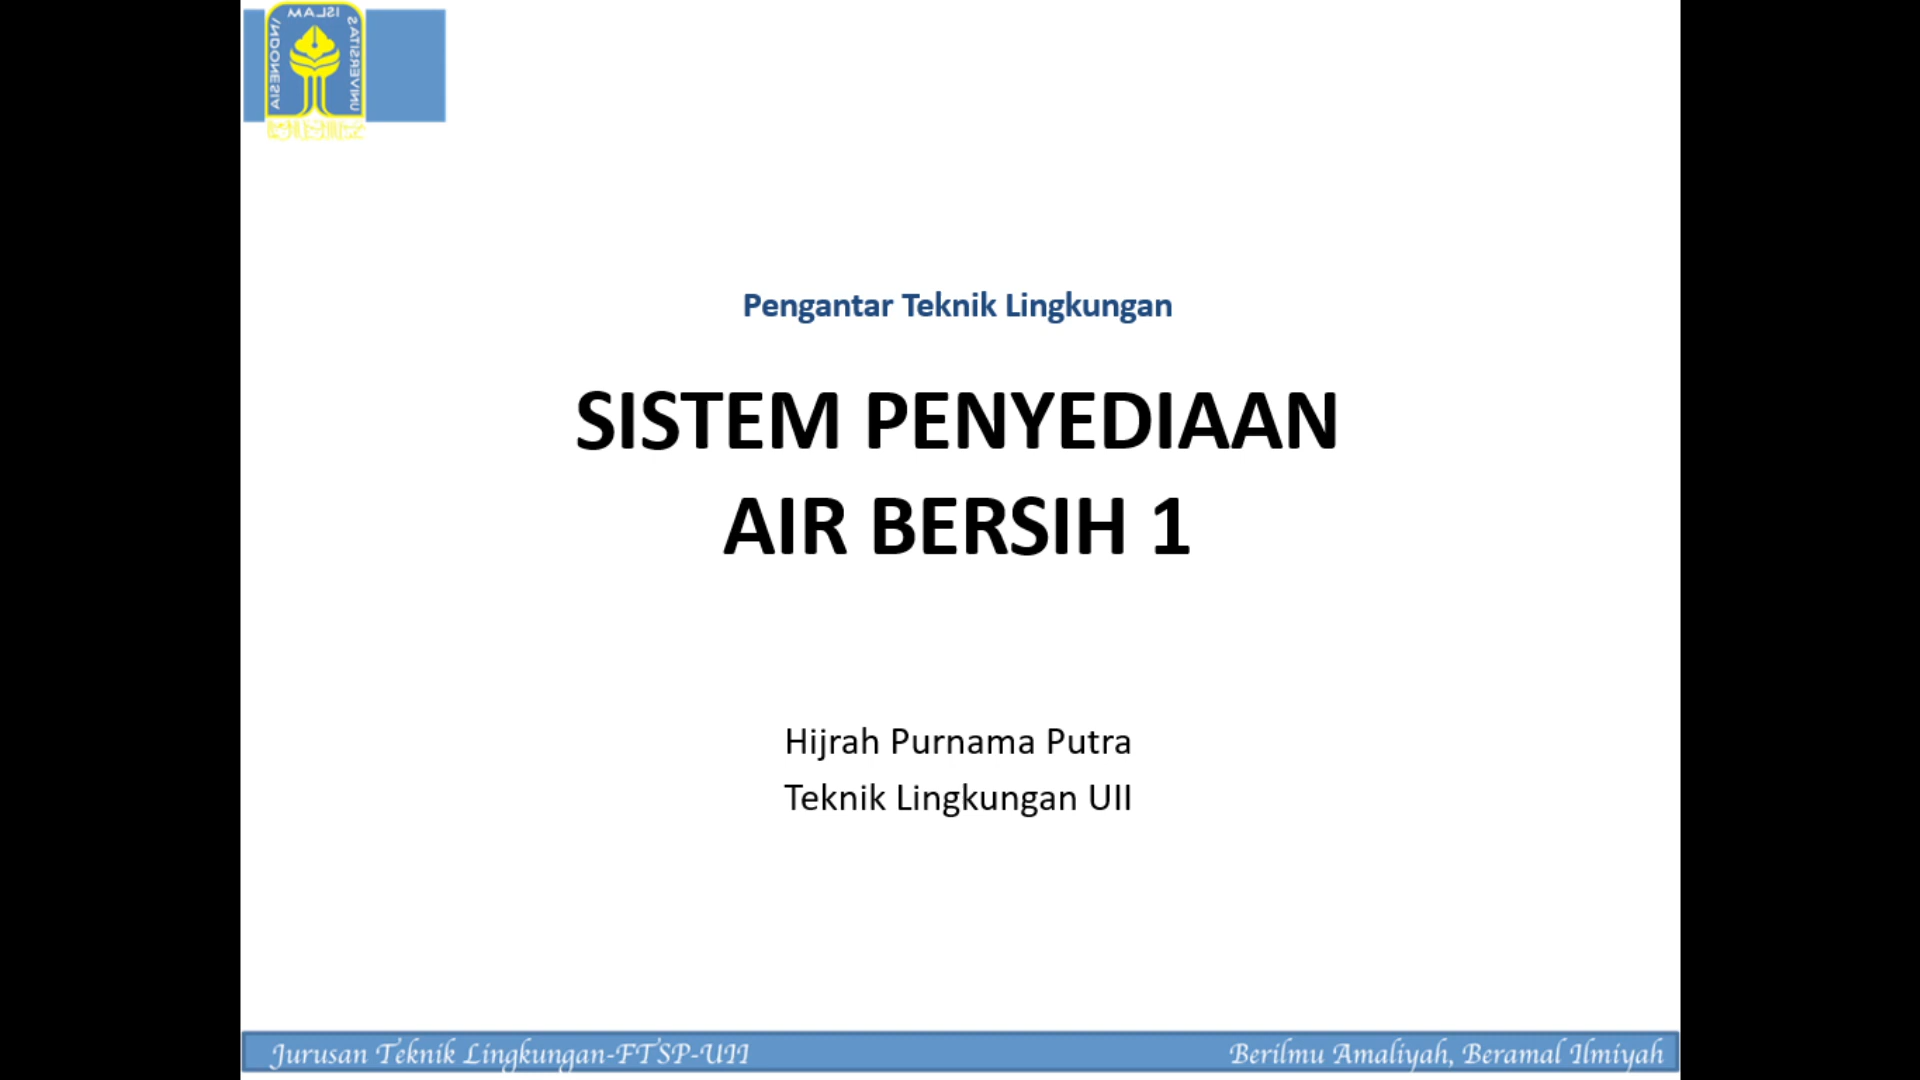 ISLAM
INDONESIA
UNIVERSITAS
Pengantar Teknik Lingkungan
SISTEM PENYEDIAAN
AIR BERSIH 1
Hijrah Purnama Putra
Teknik Lingkungan UII
Jurusan Teknik Lingkungan-FTSP-UII
Berilmu Amaliyah, Beramal Ilmiyah